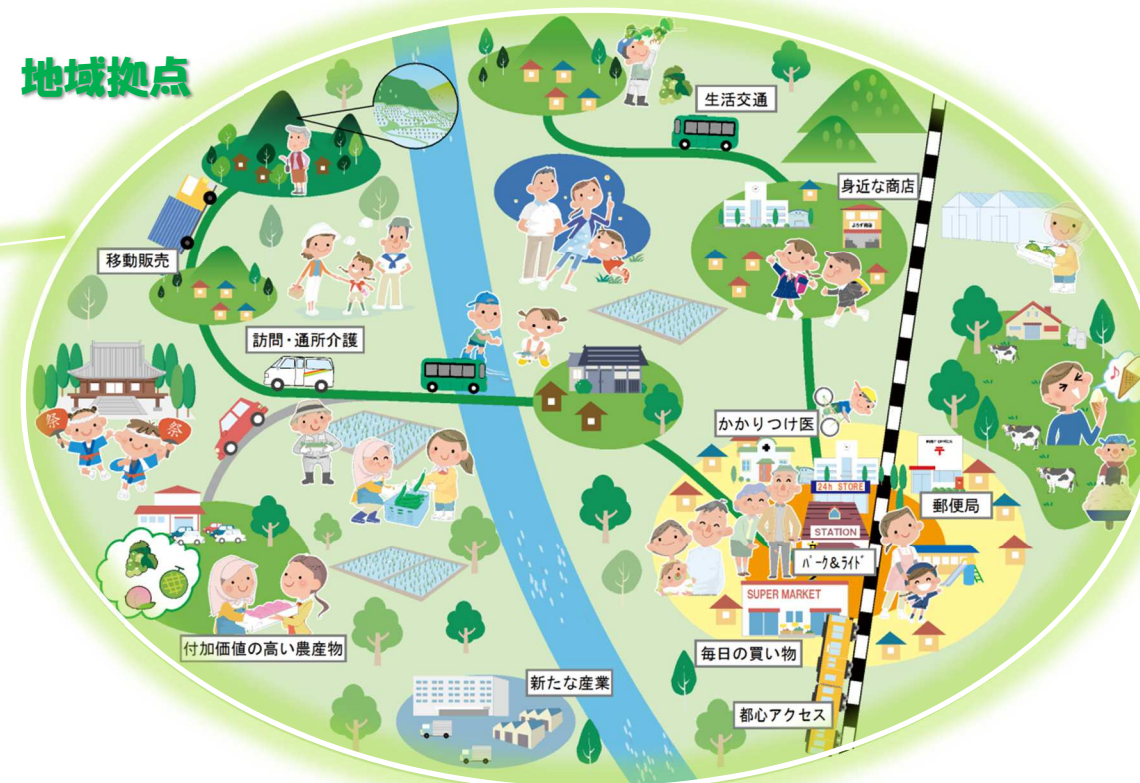 地域拠点
生活交通
身近な商店
移動販売
訪問・通所介護
祭
祭
かかりつけ医
24h STORE
STATION
郵便局
パーク&ライド
SUPER MARKET
付加価値の高い農産物
毎日の買い物
新たな産業
都心アクセス